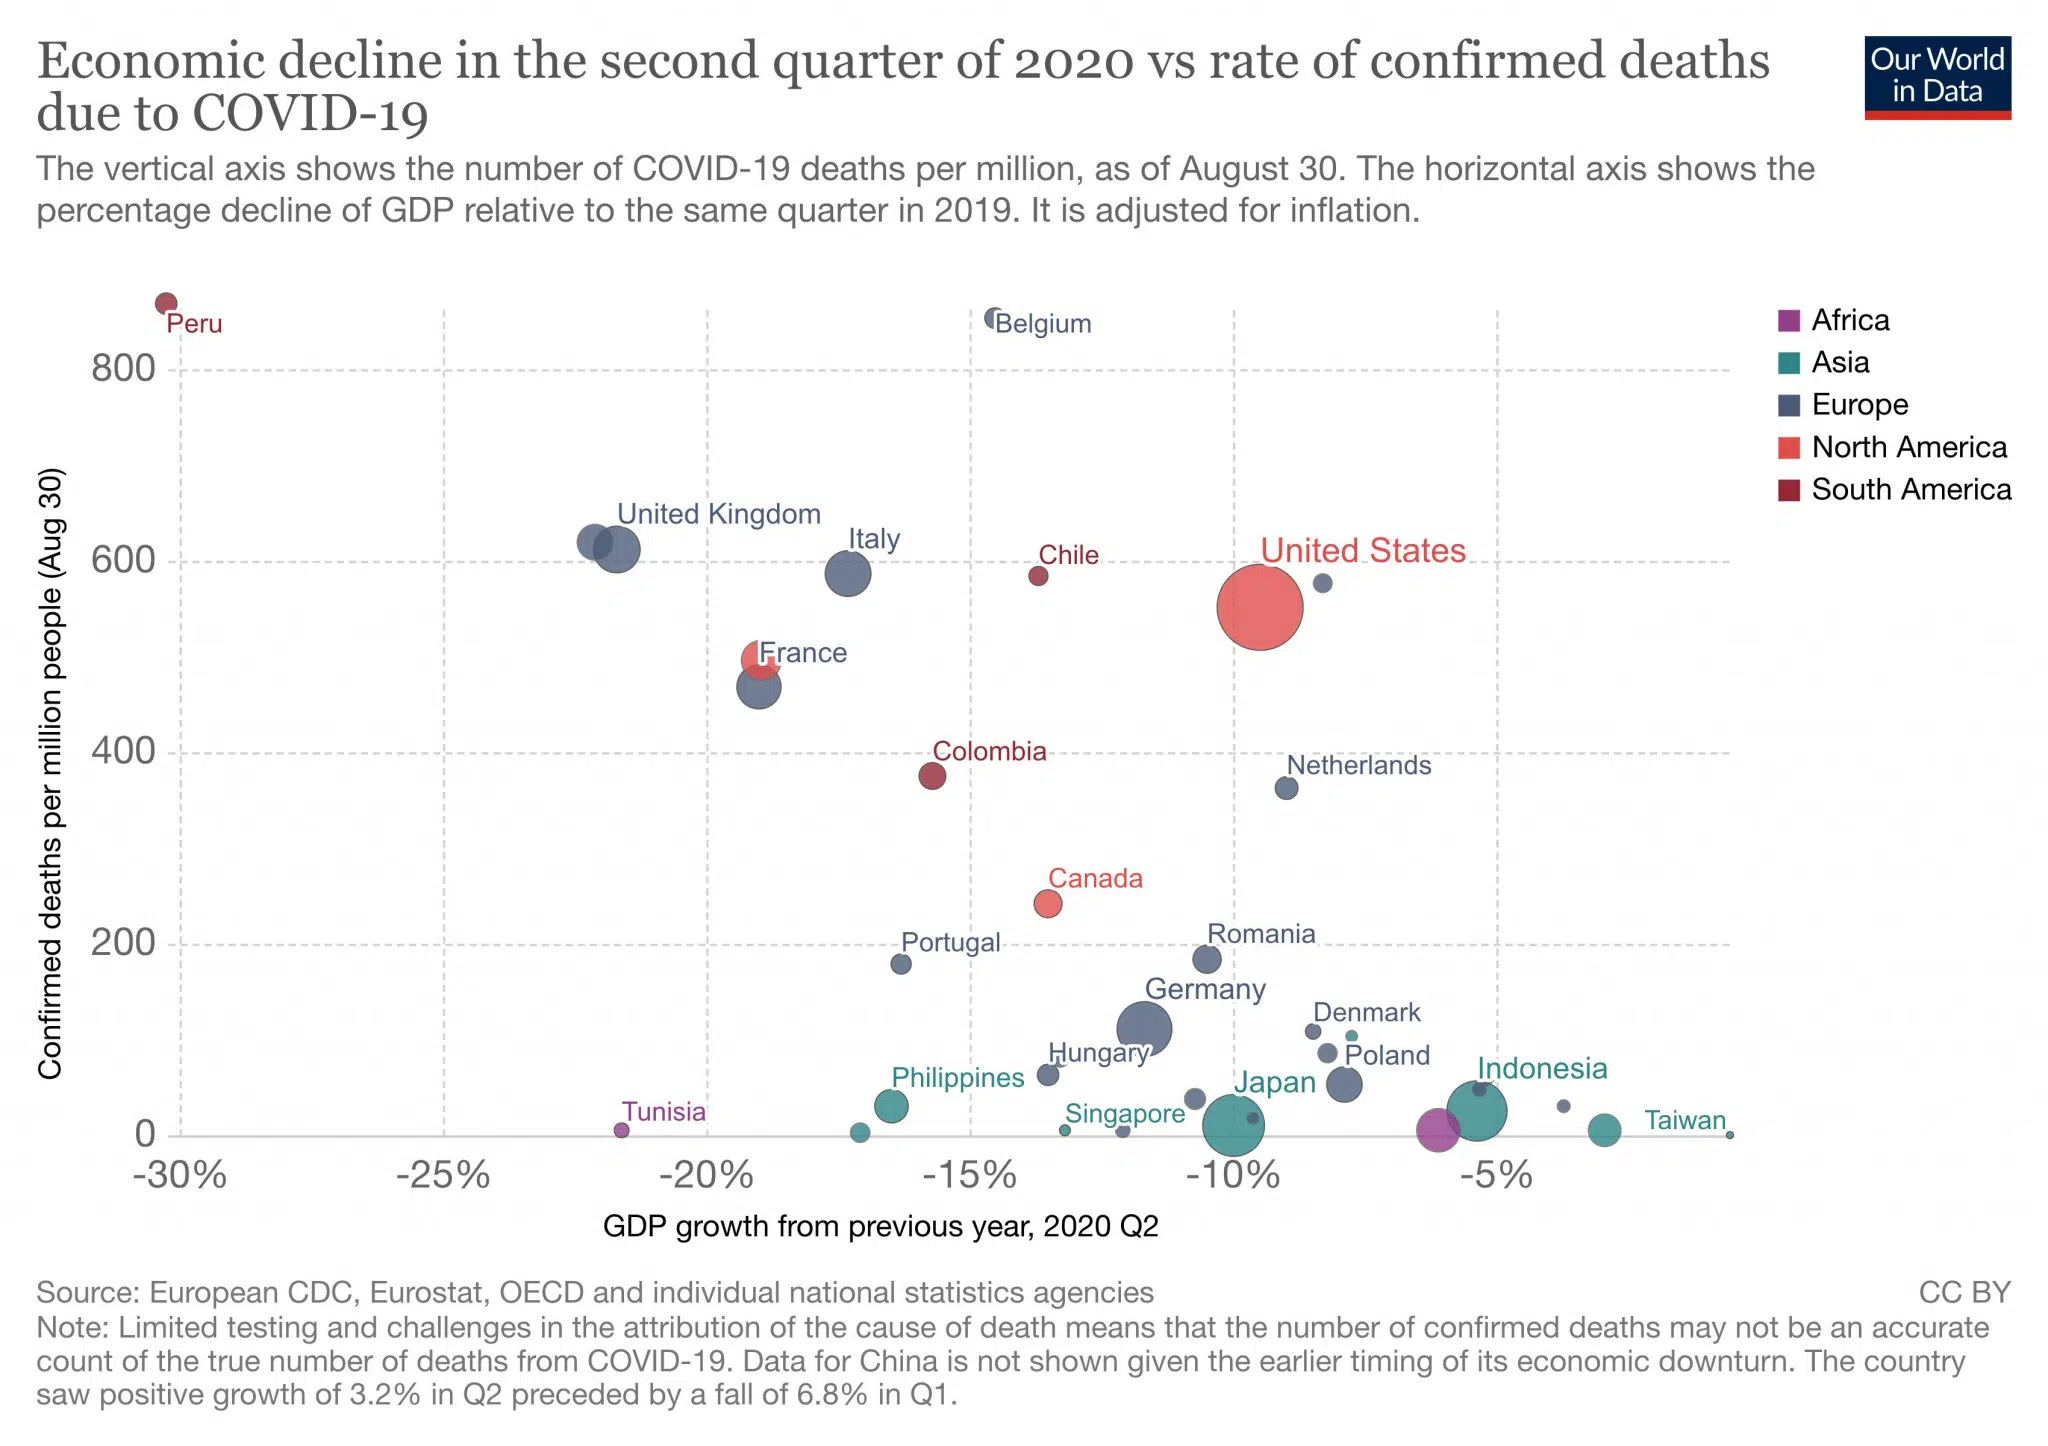 Economic decline in the second quarter of 2020 vs rate of confirmed deaths
due to COVID-19
Our World
in Data
The vertical axis shows the number of COVID-19 deaths per million, as of August 30. The horizontal axis shows the
percentage decline of GDP relative to the same quarter in 2019. It is adjusted for inflation.
Peru
Belgium
Africa
Asia
Europe
North America
South America
800
600
400
200
0
Confirmed deaths per million people (Aug 30)
United Kingdom
Italy
Chile
United States
France
Colombia
Netherlands
Canada
Portugal
Romania
Germany
Denmark
Hungary
Poland
Philippines
Japan
Indonesia
Tunisia
Singapore
Taiwan
-30%
-25%
-20%
-15%
-10%
-5%
GDP growth from previous year, 2020 Q2
Source: European CDC, Eurostat, OECD and individual national statistics agencies
CC BY
Note: Limited testing and challenges in the attribution of the cause of death means that the number of confirmed deaths may not be an accurate
count of the true number of deaths from COVID-19. Data for China is not shown given the earlier timing of its economic downturn. The country
saw positive growth of 3.2% in Q2 preceded by a fall of 6.8% in Q1.